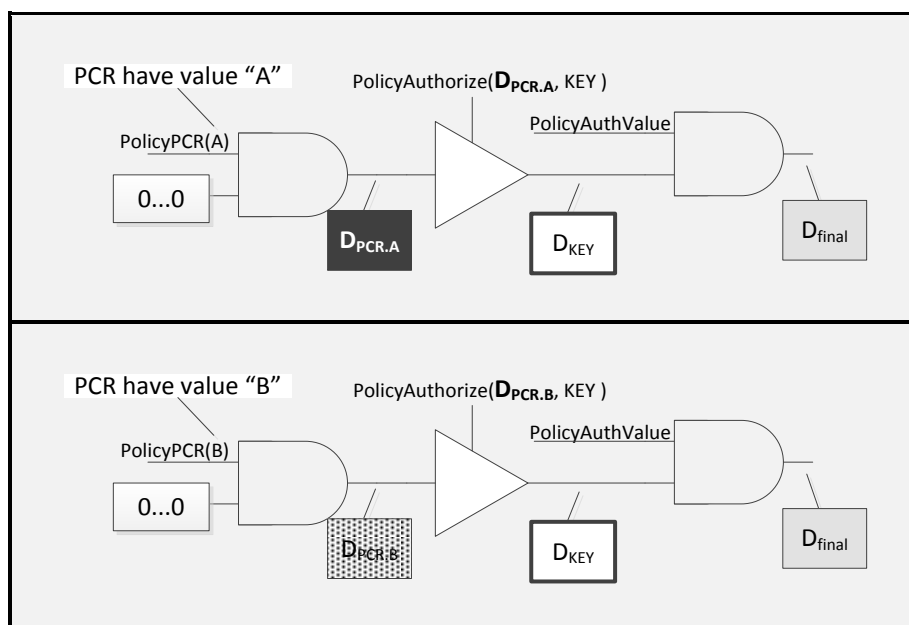 PCR have value “A”
PolicyAuthorize(DPCR.A, KEY )
PolicyAuthValue
PolicyPCR(A)
0...0
DPCR.A
DKEY
Dfinal
PCR have value “B”
PolicyAuthorize(DPCR.B, KEY )
PolicyAuthValue
PolicyPCR(B)
0...0
DPCR.B
DKEY
Dfinal